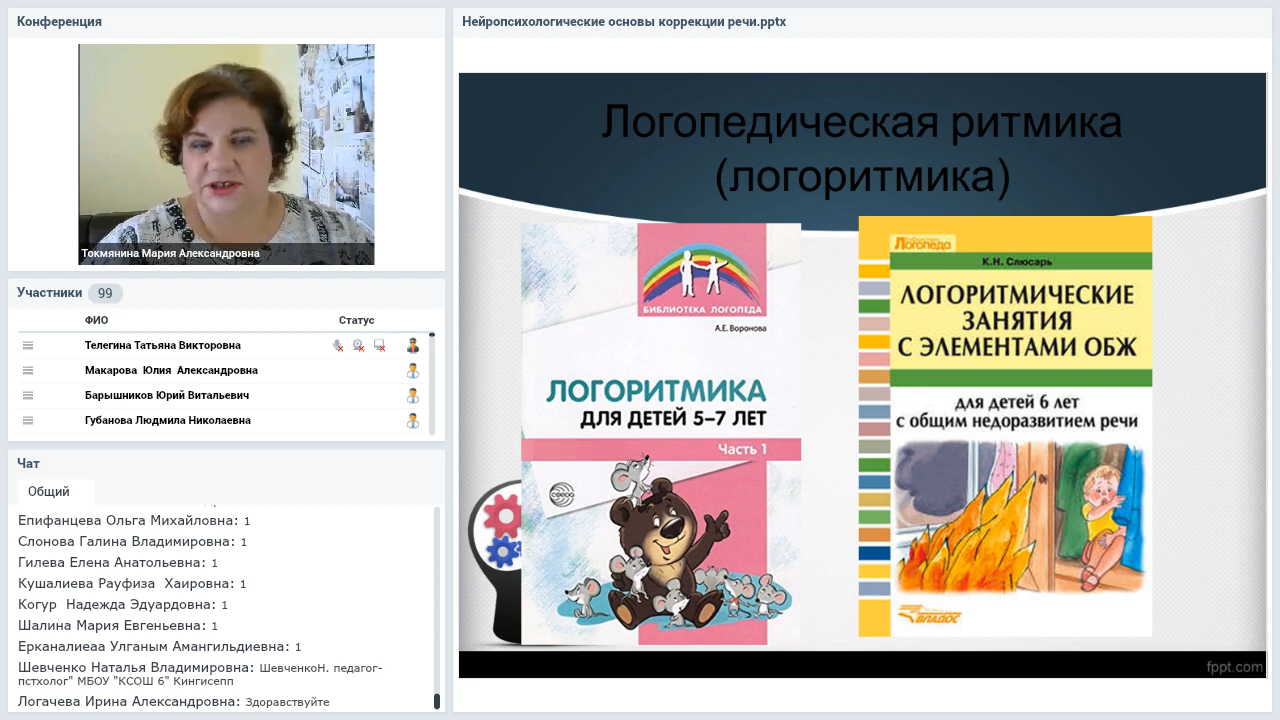 Конференция
Токмянина Мария Александровна
Участники 99
ФИО Статус
Телегина Татьяна Викторовна
Макарова Юлия Александровна
Барышников Юрий Витальевич
Губанова Людмила Николаевна
Чат
Общий
Епифанцева Ольга Михайловна: 1
Слонова Галина Владимировна: 1
Гилева Елена Анатольевна: 1
Кушалиева Рауфиза Хаировна: 1
Когур Надежда Эдуардовна: 1
Шалина Мария Евгеньевна: 1
Ерканалиеаа Улганым Амангильдиевна: 1
Шевченко Наталья Владимировна: ШевченкоН. педагог-
пстхолог" МБОУ "КСОШ 6" Кингисепп
Логачева Ирина Александровна: Здоравствуйте
Нейропсихологические основы коррекции речи.pptx
Логопедическая ритмика
(логоритмика)
БИБЛИОТЕКА ЛОГОПЕДА
А.Е. Воронова
ЛОГОРИТМИКА
ДЛЯ ДЕТЕЙ 5–7 ЛЕТ
Часть 1
СФЕРА
Библиотека
Логопеда
К.Н. Слюсарь
ЛОГОРИТМИЧЕСКИЕ
ЗАНЯТИЯ
С ЭЛЕМЕНТАМИ ОБЖ
для детей 6 лет
с общим недоразвитием речи
ВЛАДОС
fppt.com